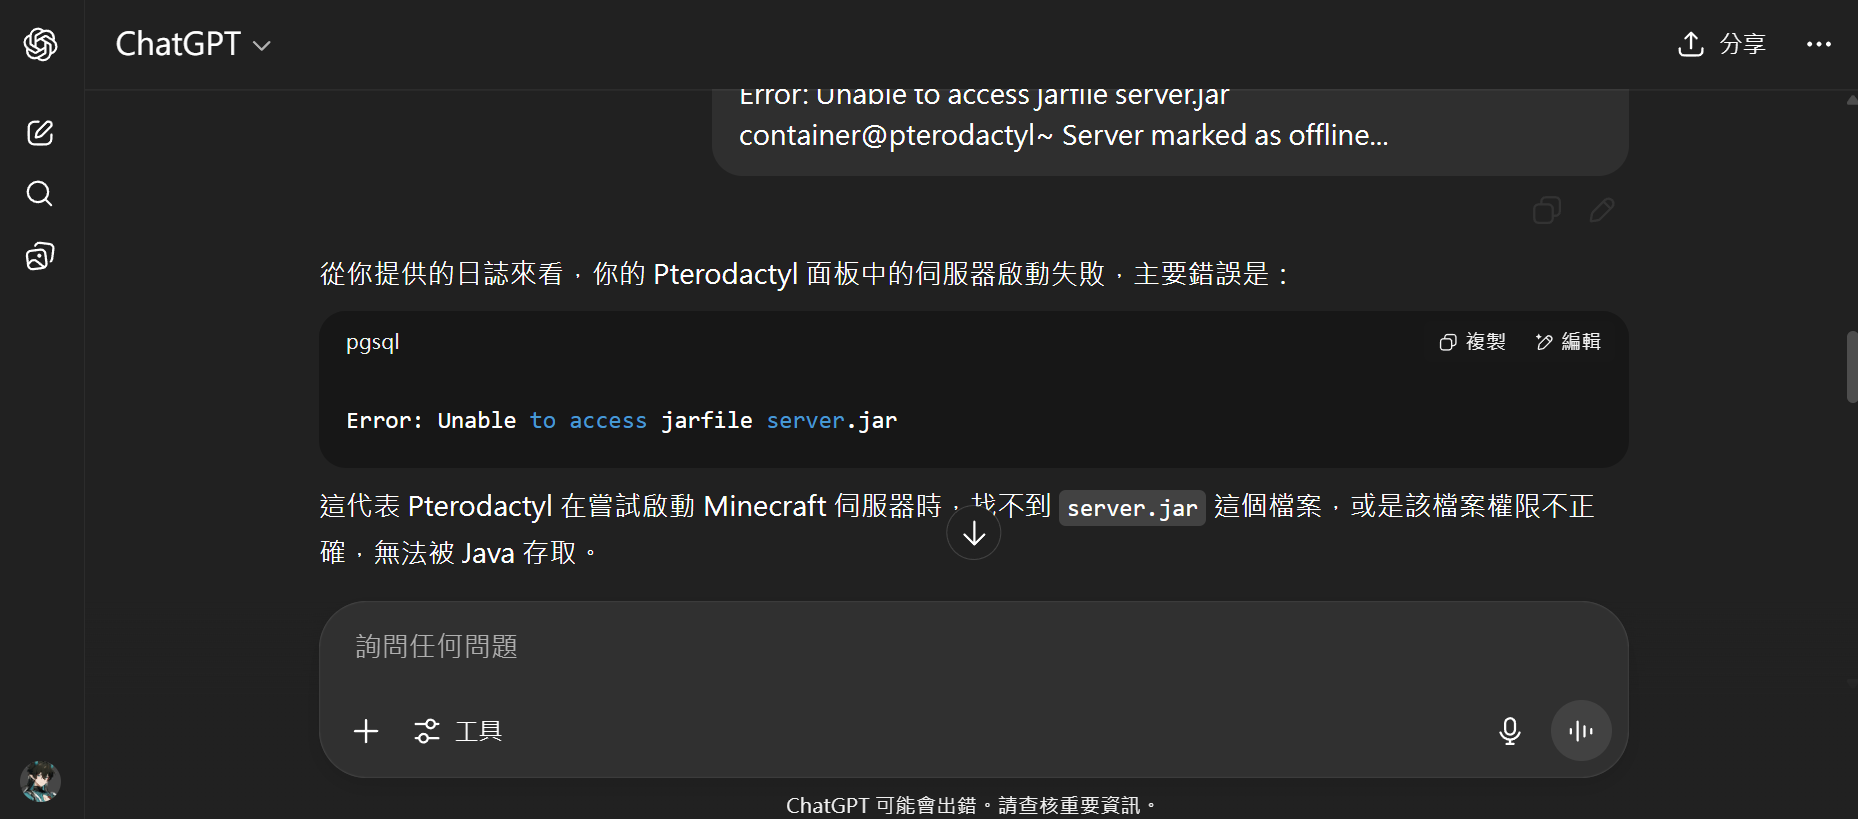 ChatGPT
分享
Error: Unable to access jarfile server.jar
container@pterodactyl~ Server marked as offline...
從你提供的日誌來看，你的 Pterodactyl 面板中的伺服器啟動失敗，主要錯誤是：
pgsql
複製
編輯
Error: Unable to access jarfile server.jar
這代表 Pterodactyl 在嘗試啟動 Minecraft 伺服器時，找不到 server.jar 這個檔案，或是該檔案權限不正
確，無法被 Java 存取。
詢問任何問題
工具
ChatGPT 可能會出錯。請查核重要資訊。